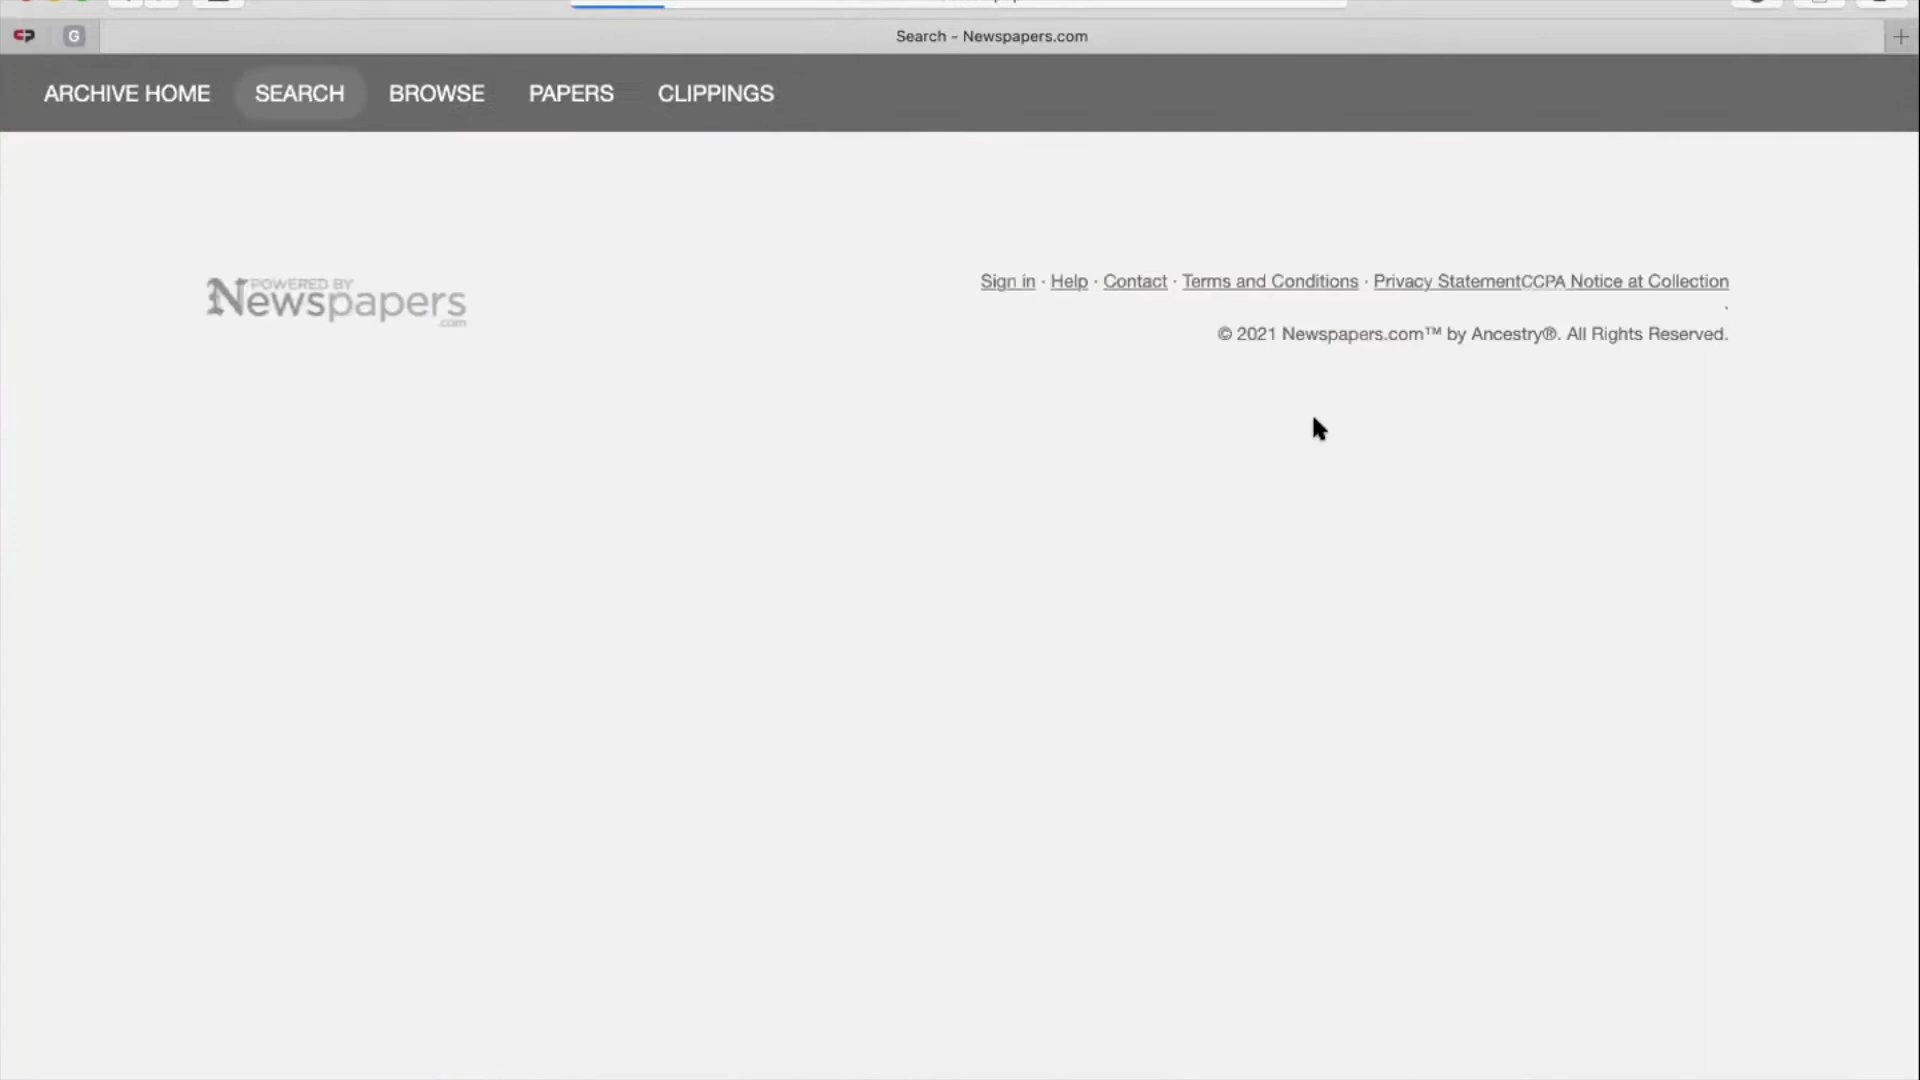 G
Search - Newspapers.com
ARCHIVE HOME SEARCH BROWSE PAPERS CLIPPINGS
POWERED BY
Newspapers
.com
Sign in · Help · Contact · Terms and Conditions · Privacy StatementCCPA Notice at Collection
·
© 2021 Newspapers.com™ by Ancestry®. All Rights Reserved.